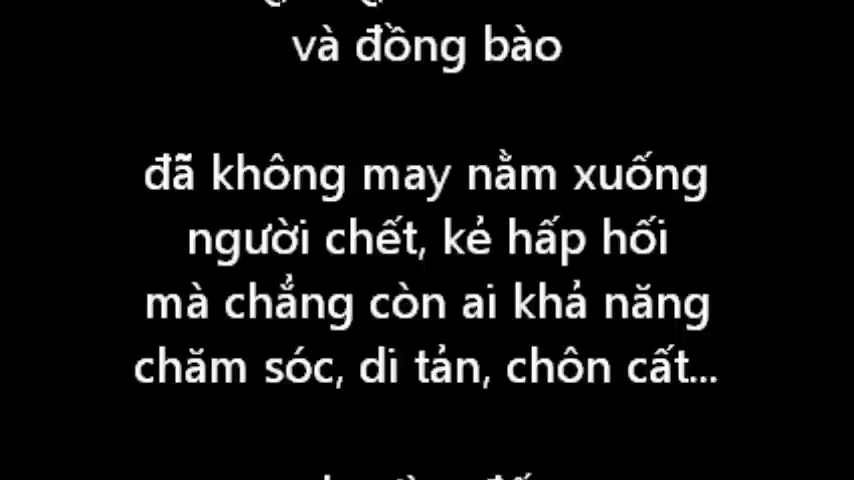 và đồng bào
đã không may nằm xuống
người chết, kẻ hấp hối
mà chẳng còn ai khả năng
chăm sóc, di tản, chôn cất...